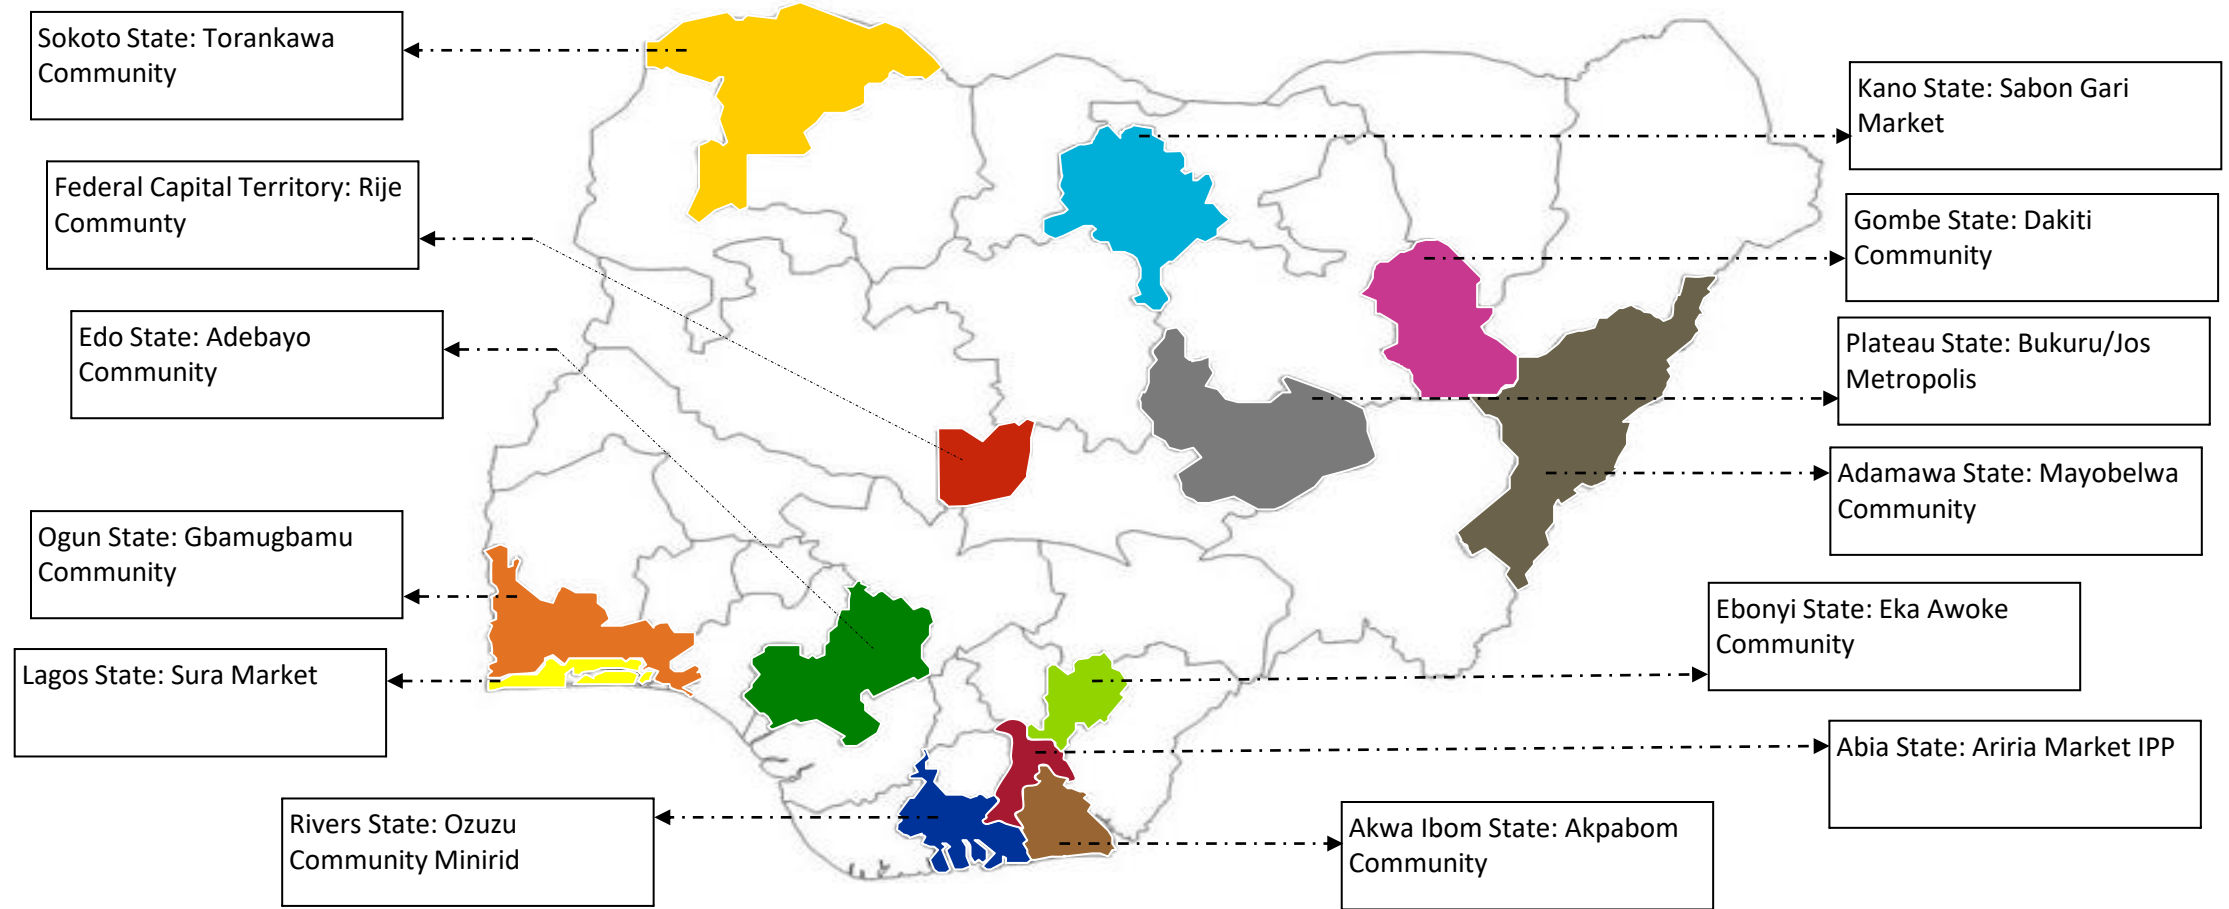 Sokoto State: Torankawa
Community
Federal Capital Territory: Rije
Communty
Edo State: Adebayo
Community
Ogun State: Gbamugbamu
Community
Lagos State: Sura Market
Rivers State: Ozuzu
Community Minirid
Kano State: Sabon Gari
Market
Gombe State: Dakiti
Community
Plateau State: Bukuru/Jos
Metropolis
Adamawa State: Mayobelwa
Community
Ebonyi State: Eka Awoke
Community
Abia State: Ariria Market IPP
Akwa Ibom State: Akpabom
Community